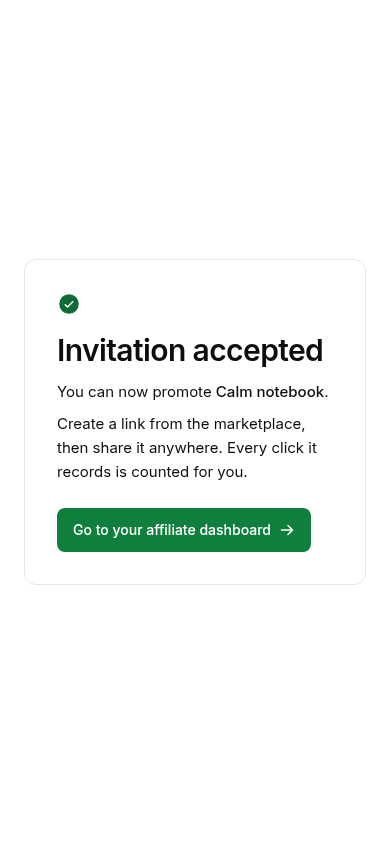 Invitation accepted
You can now promote Calm notebook.
Create a link from the marketplace,
then share it anywhere. Every click it
records is counted for you.
Go to your affiliate dashboard →